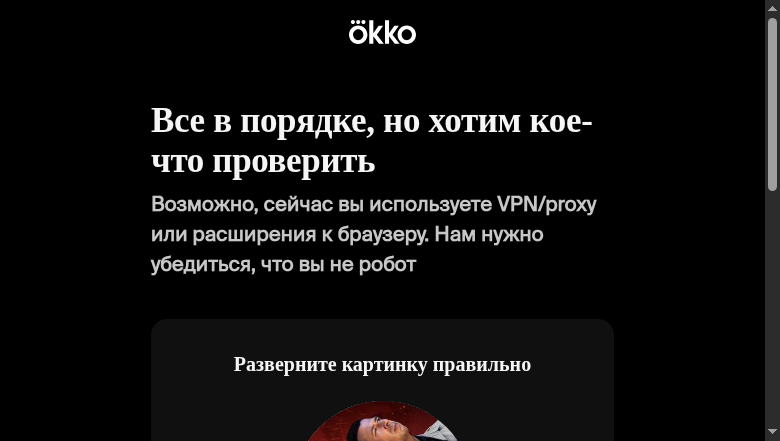 ökko
Все в порядке, но хотим кое-
что проверить
Возможно, сейчас вы используете VPN/proxy
или расширения к браузеру. Нам нужно
убедиться, что вы не робот
Разверните картинку правильно